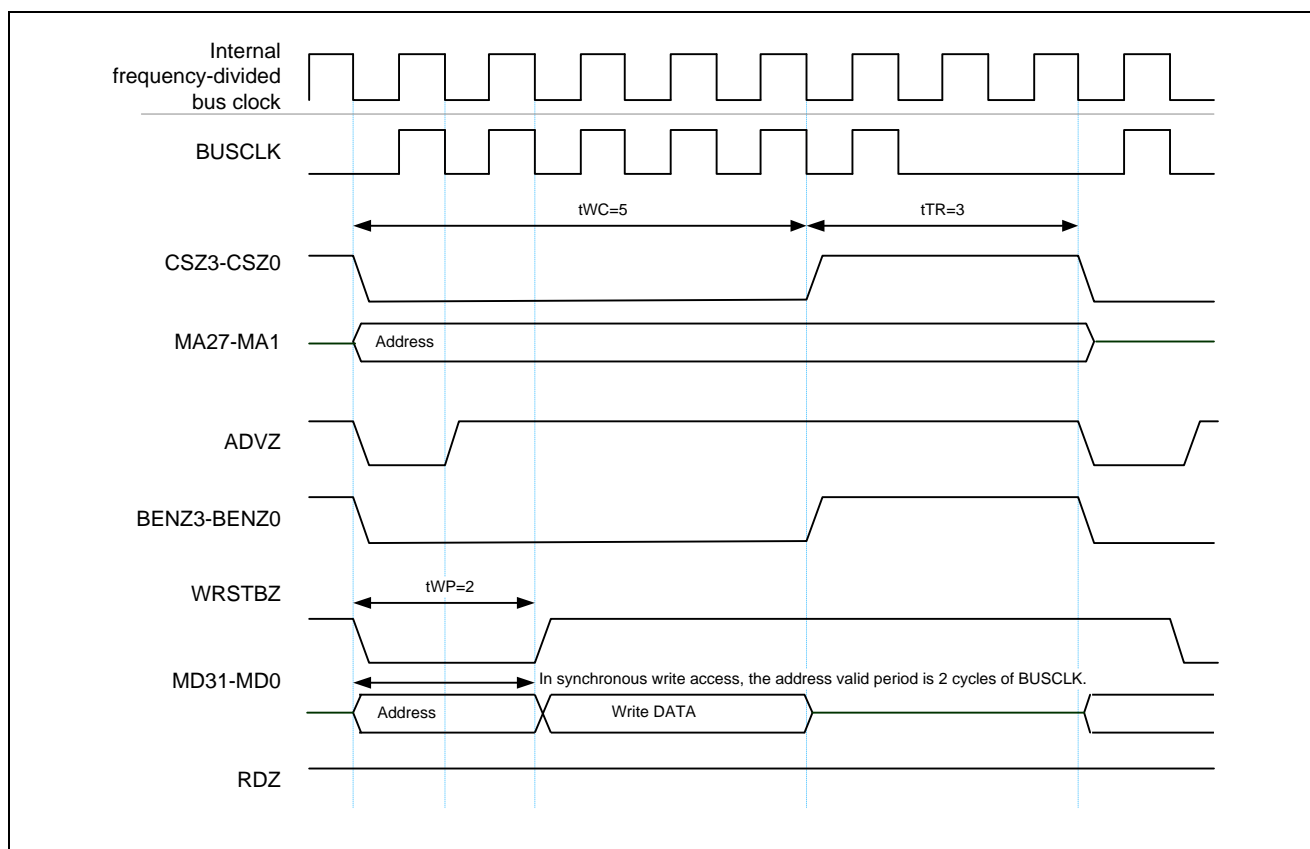 Internal
frequency-divided
bus clock
BUSCLK
tWC=5
tTR=3
CSZ3-CSZ0
MA27-MA1
Address
ADVZ
BENZ3-BENZ0
WRSTBZ
tWP=2
MD31-MD0
In synchronous write access, the address valid period is 2 cycles of BUSCLK.
Address
Write DATA
RDZ